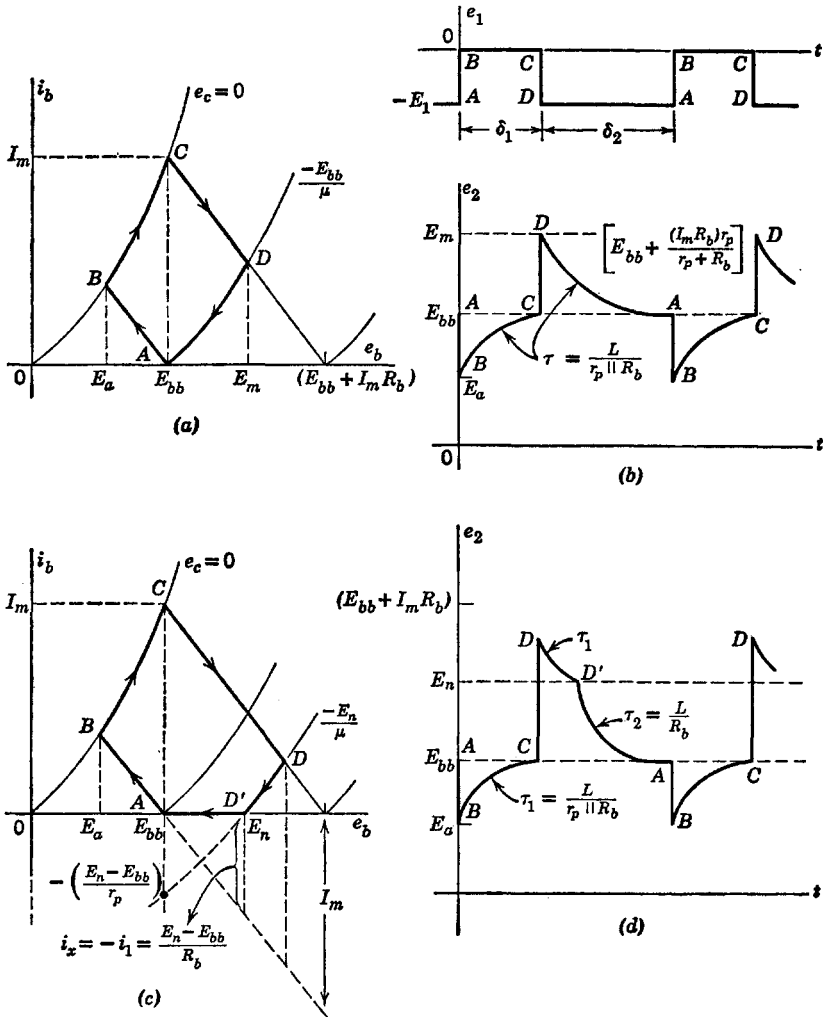 i_b
e_c = 0
I_m
C
-E_bb/μ
B
D
A
e_b
0
E_a
E_bb
E_m
(E_bb + I_m R_b)
(a)
e_1
0
t
B
C
B
C
-E_1
A
D
A
D
δ_1
δ_2
e_2
E_m
D
[E_bb + (I_m R_b)r_p/(r_p + R_b)]
D
E_bb
A
C
A
C
B
τ = L/(r_p || R_b)
B
E_a
0
t
(b)
i_b
e_c = 0
I_m
C
-E_n/μ
B
D
A
D'
0
E_a
E_bb
E_n
e_b
-((E_n - E_bb)/r_p)
I_m
i_x = -i_1 = (E_n - E_bb)/R_b
(c)
e_2
(E_bb + I_m R_b)
D
τ_1
D
E_n
D'
τ_2 = L/R_b
E_bb
A
C
A
C
B
τ_1 = L/(r_p || R_b)
B
E_a
t
(d)